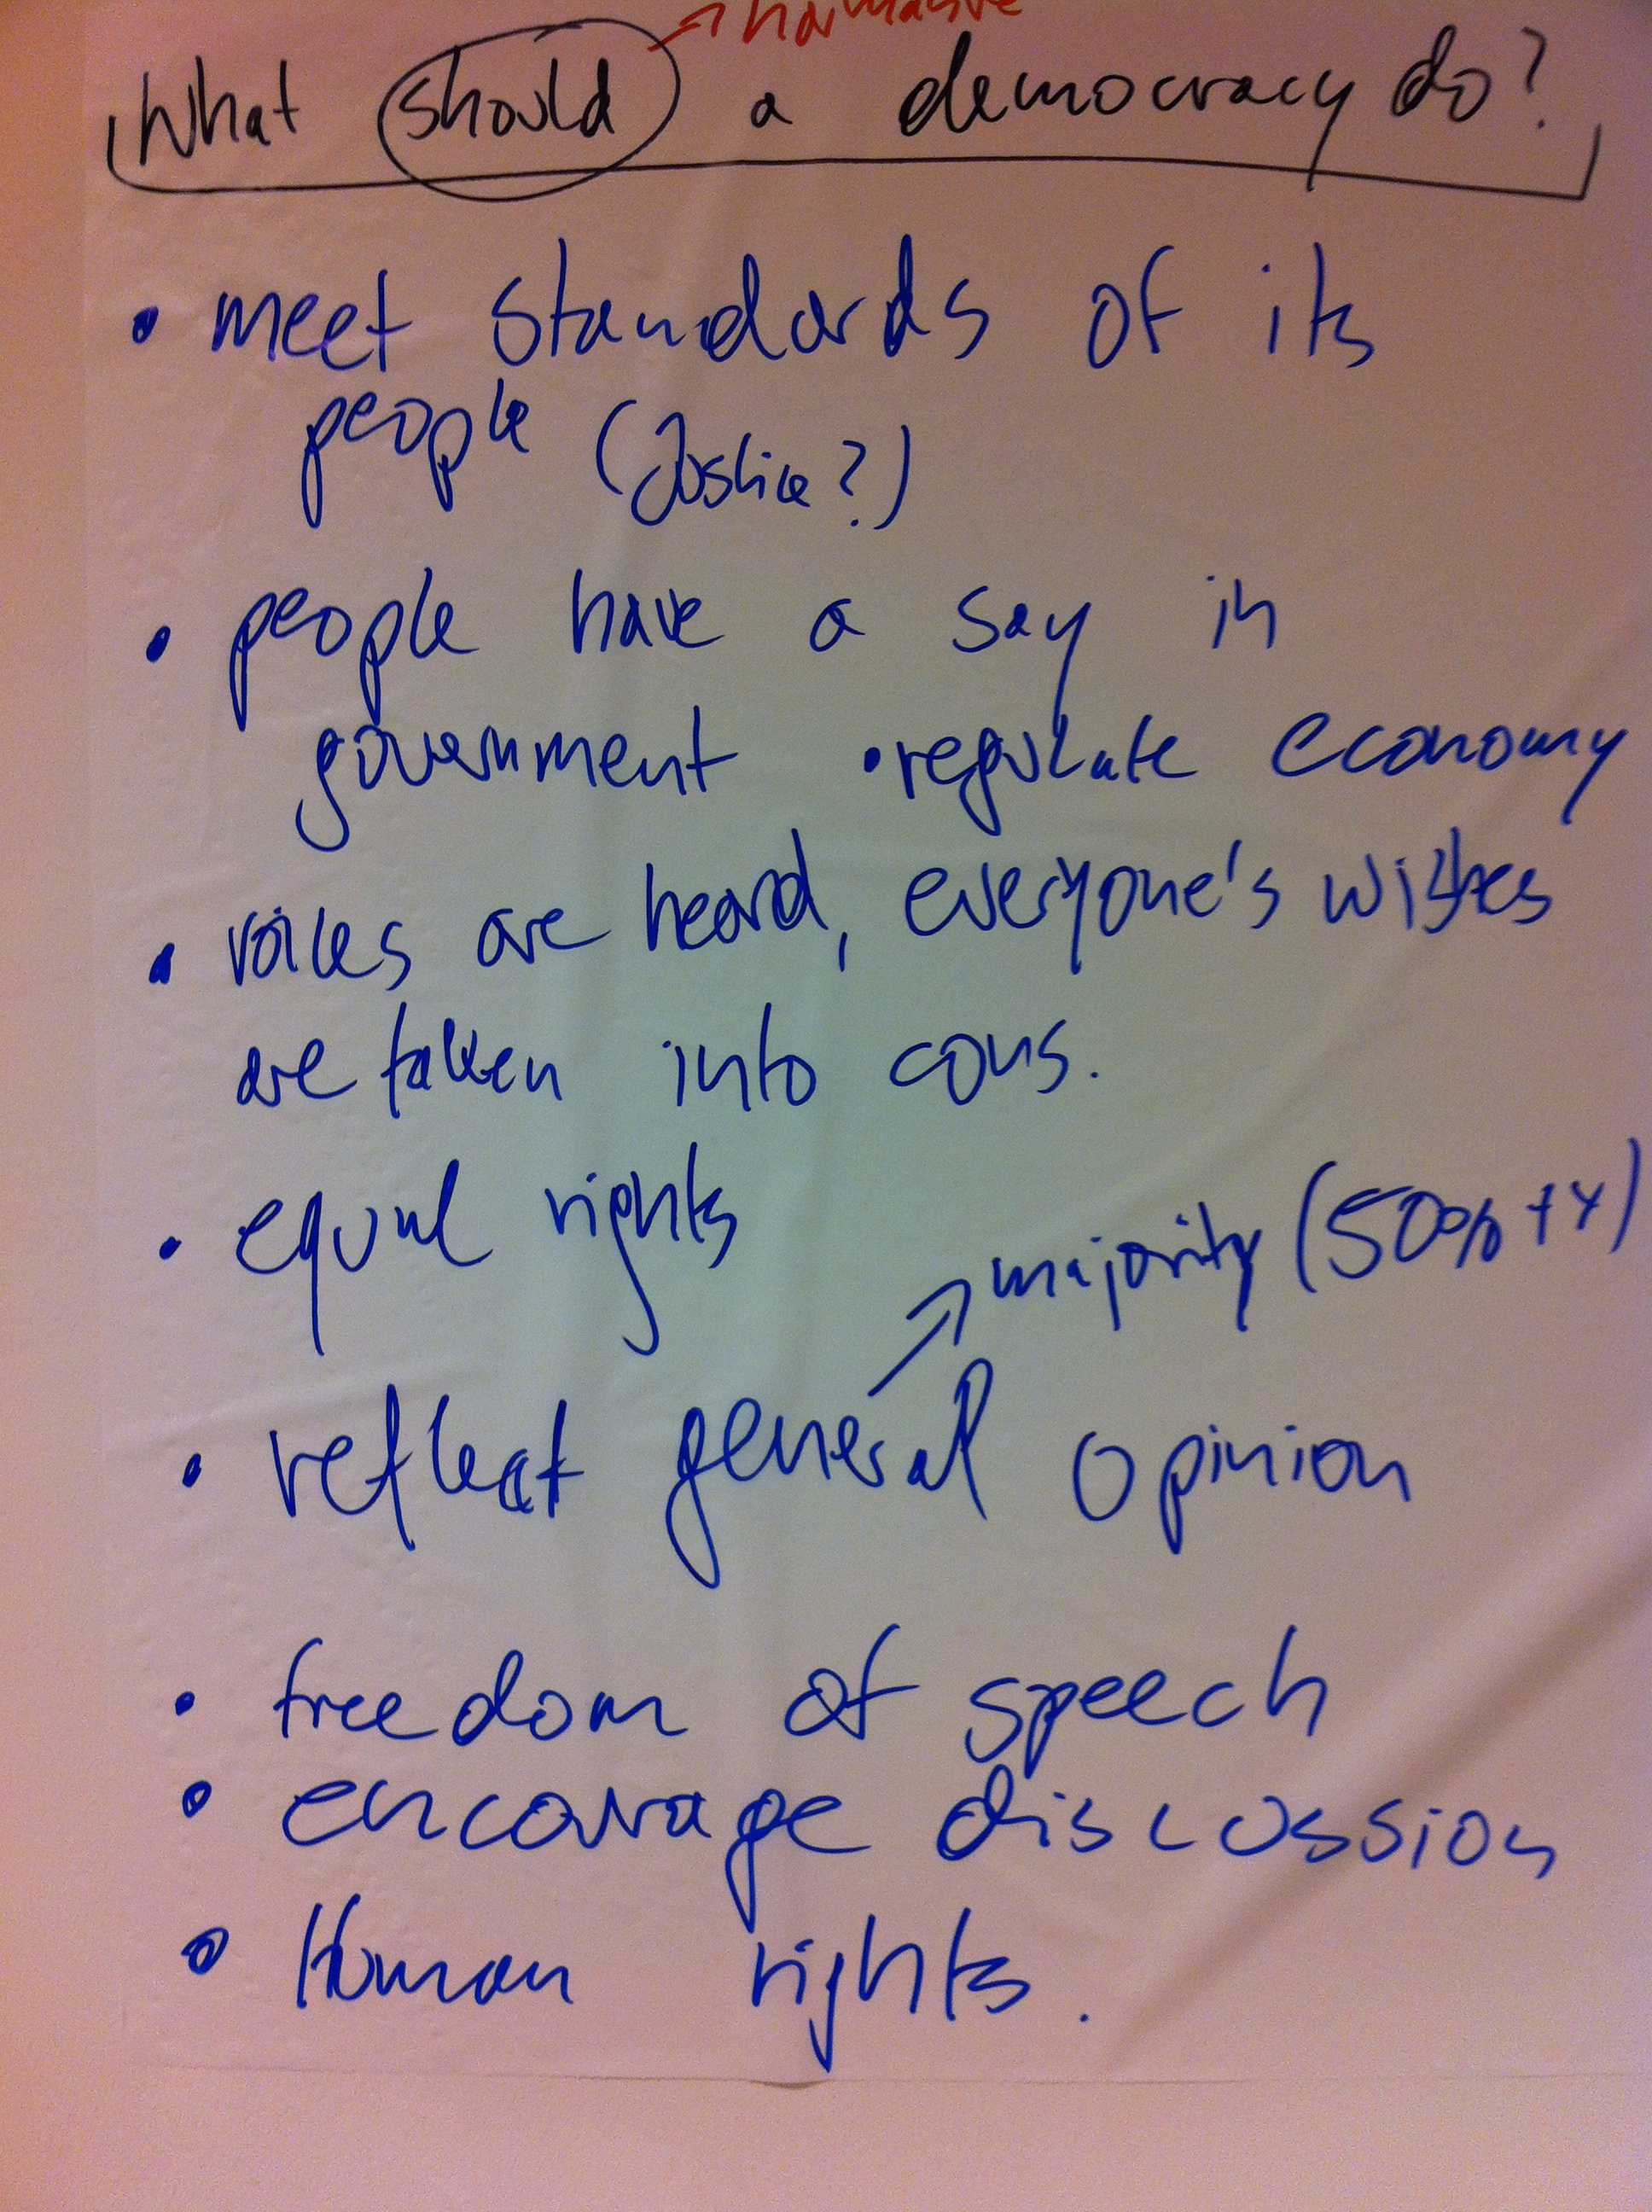 normative
What should a democracy do?
• meet standards of its
people (Justice?)
• people have a say in
government • regulate economy
• voices are heard, everyone's wishes
are taken into cons.
• equal rights
majority (50% +
• reflect general opinion
• freedom of speech
• encourage discussion
• Human rights.